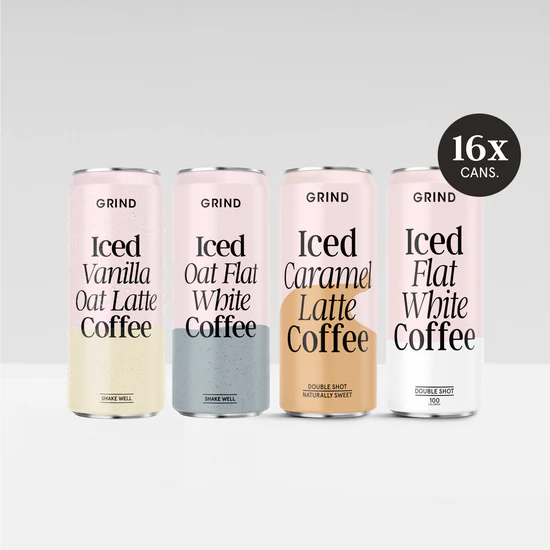 16x
CANS.
GRIND
Iced
Vanilla
Oat Latte
Coffee
SHAKE WELL
GRIND
Iced
Oat Flat
White
Coffee
SHAKE WELL
GRIND
Iced
Caramel
Latte
Coffee
DOUBLE SHOT
NATURALLY SWEET
GRIND
Iced
Flat
White
Coffee
DOUBLE SHOT
100